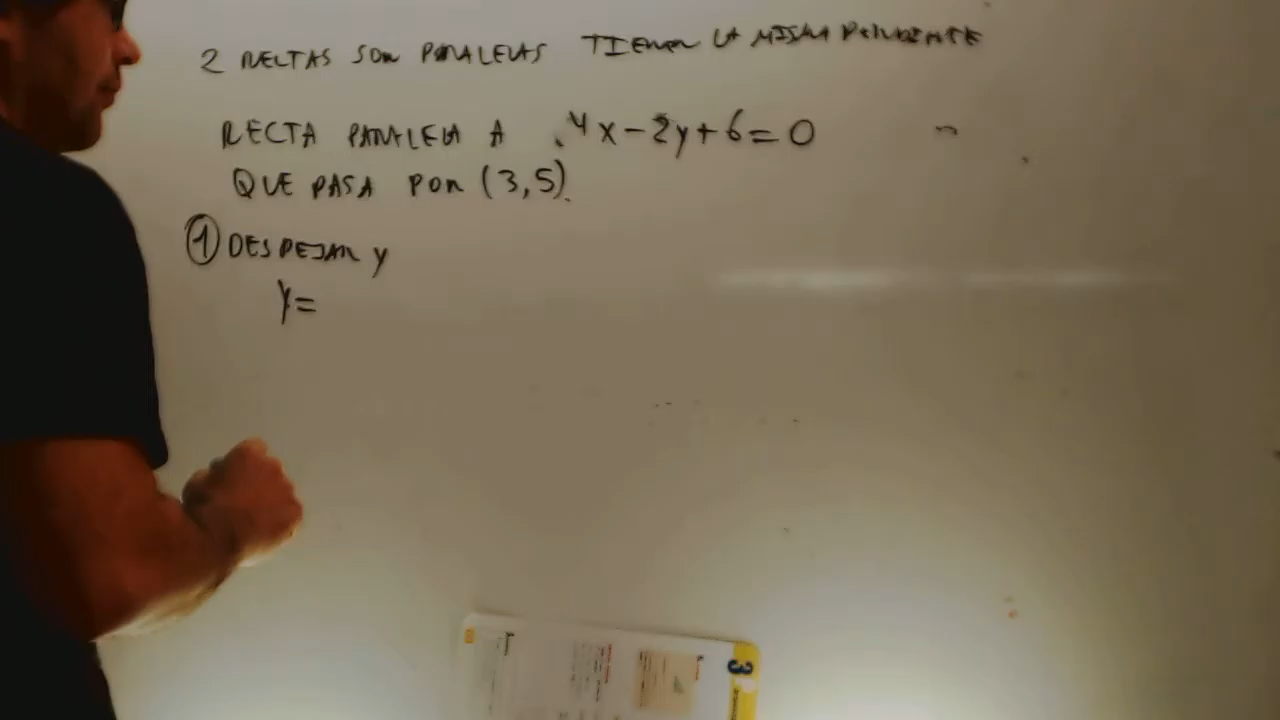 2 RECTAS SON PARALELAS TIENEN LA MISMA PENDIENTE
RECTA PARALELA A 4x-2y+6=0
QUE PASA POR (3,5).
① DESPEJAR y
y=
3